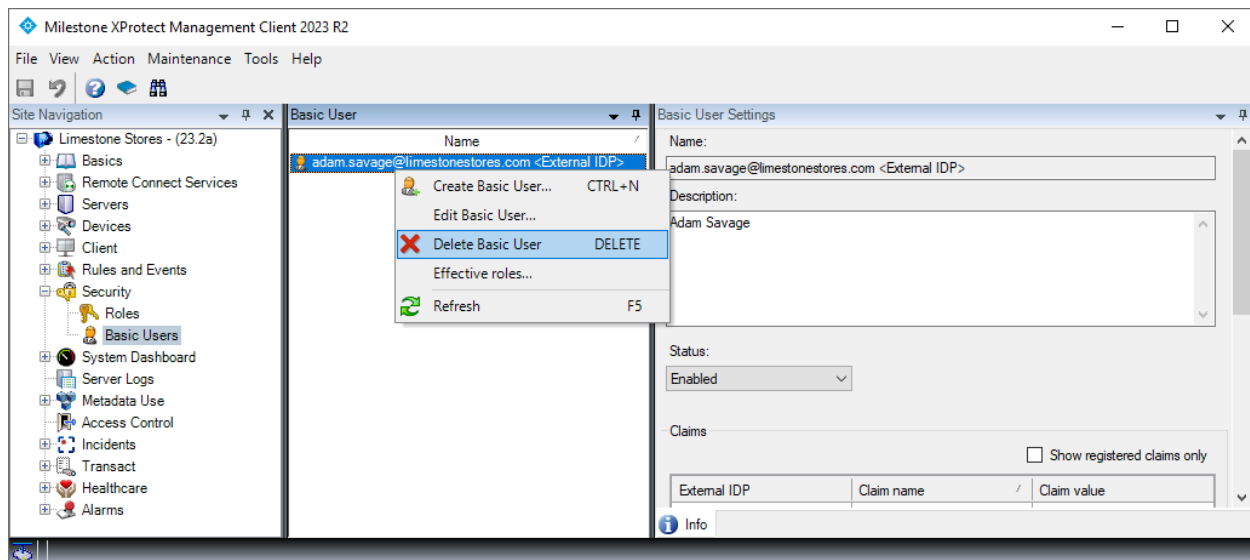 Milestone XProtect Management Client 2023 R2
File View Action Maintenance Tools Help
Site Navigation
Limestone Stores - (23.2a)
Basics
Remote Connect Services
Servers
Devices
Client
Rules and Events
Security
Roles
Basic Users
System Dashboard
Server Logs
Metadata Use
Access Control
Incidents
Transact
Healthcare
Alarms
Basic User
Name
adam.savage@limestonestores.com <External IDP>
Create Basic User... CTRL+N
Edit Basic User...
Delete Basic User DELETE
Effective roles...
Refresh F5
Basic User Settings
Name:
adam.savage@limestonestores.com <External IDP>
Description:
Adam Savage
Status:
Enabled
Claims
Show registered claims only
External IDP Claim name Claim value
Info